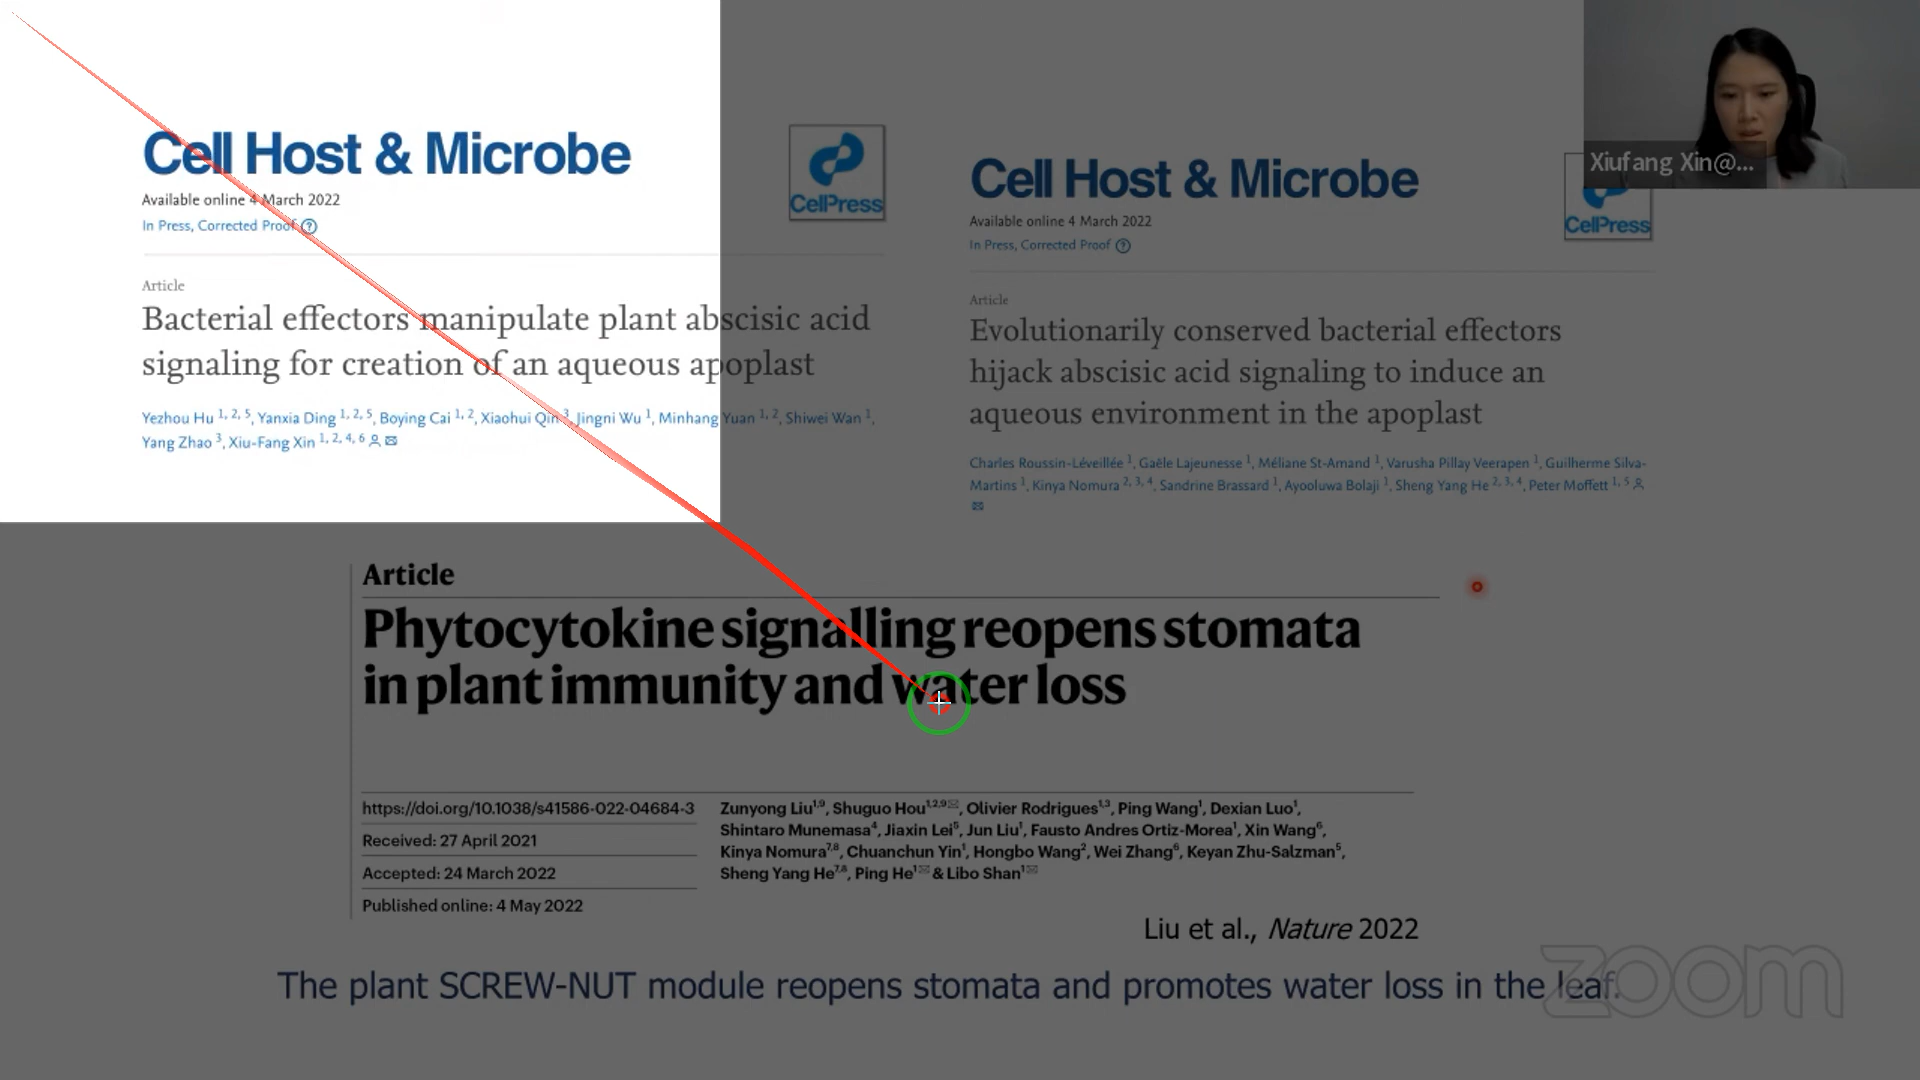 Cell Host & Microbe
Available online 4 March 2022
In Press, Corrected Proof ?
CellPress
Article
Bacterial effectors manipulate plant abscisic acid
signaling for creation of an aqueous apoplast
Yezhou Hu 1, 2, 5, Yanxia Ding 1, 2, 5, Boying Cai 1, 2, Xiaohui Qin 3, Jingni Wu 1, Minhang Yuan 1, 2, Shiwei Wan 1,
Yang Zhao 3, Xiu-Fang Xin 1, 2, 4, 6
Cell Host & Microbe
Available online 4 March 2022
In Press, Corrected Proof ?
CellPress
Article
Evolutionarily conserved bacterial effectors
hijack abscisic acid signaling to induce an
aqueous environment in the apoplast
Charles Roussin-Léveillée 1, Gaële Lajeunesse 1, Méliane St-Amand 1, Varusha Pillay Veerapen 1, Guilherme Silva-
Martins 1, Kinya Nomura 2, 3, 4, Sandrine Brassard 1, Ayooluwa Bolaji 1, Sheng Yang He 2, 3, 4, Peter Moffett 1, 5
Xiufang Xin@...
Article
Phytocytokine signalling reopens stomata
in plant immunity and water loss
https://doi.org/10.1038/s41586-022-04684-3
Received: 27 April 2021
Accepted: 24 March 2022
Published online: 4 May 2022
Zunyong Liu1,9, Shuguo Hou1,2,9, Olivier Rodrigues1,3, Ping Wang1, Dexian Luo1,
Shintaro Munemasa4, Jiaxin Lei5, Jun Liu1, Fausto Andres Ortiz-Morea1, Xin Wang6,
Kinya Nomura7,8, Chuanchun Yin1, Hongbo Wang2, Wei Zhang6, Keyan Zhu-Salzman5,
Sheng Yang He7,8, Ping He1 & Libo Shan1
Liu et al., Nature 2022
The plant SCREW-NUT module reopens stomata and promotes water loss in the leaf.
zoom